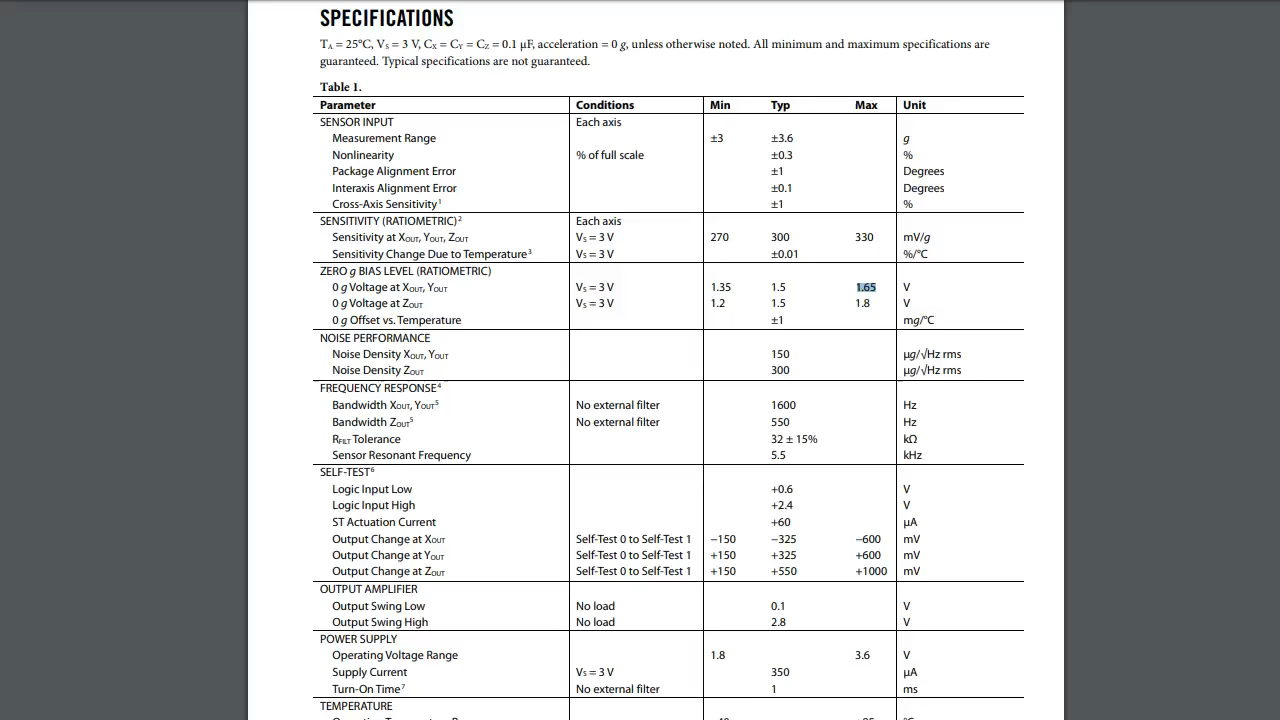 SPECIFICATIONS
TA = 25°C, VS = 3 V, CX = CY = CZ = 0.1 μF, acceleration = 0 g, unless otherwise noted. All minimum and maximum specifications are
guaranteed. Typical specifications are not guaranteed.
Table 1.
Parameter Conditions Min Typ Max Unit
SENSOR INPUT Each axis
Measurement Range ±3 ±3.6 g
Nonlinearity % of full scale ±0.3 %
Package Alignment Error ±1 Degrees
Interaxis Alignment Error ±0.1 Degrees
Cross-Axis Sensitivity1 ±1 %
SENSITIVITY (RATIOMETRIC)2 Each axis
Sensitivity at XOUT, YOUT, ZOUT VS = 3 V 270 300 330 mV/g
Sensitivity Change Due to Temperature3 VS = 3 V ±0.01 %/°C
ZERO g BIAS LEVEL (RATIOMETRIC)
0 g Voltage at XOUT, YOUT VS = 3 V 1.35 1.5 1.65 V
0 g Voltage at ZOUT VS = 3 V 1.2 1.5 1.8 V
0 g Offset vs. Temperature ±1 mg/°C
NOISE PERFORMANCE
Noise Density XOUT, YOUT 150 μg/√Hz rms
Noise Density ZOUT 300 μg/√Hz rms
FREQUENCY RESPONSE4
Bandwidth XOUT, YOUT5 No external filter 1600 Hz
Bandwidth ZOUT5 No external filter 550 Hz
RFILT Tolerance 32 ± 15% kΩ
Sensor Resonant Frequency 5.5 kHz
SELF-TEST6
Logic Input Low +0.6 V
Logic Input High +2.4 V
ST Actuation Current +60 μA
Output Change at XOUT Self-Test 0 to Self-Test 1 −150 −325 −600 mV
Output Change at YOUT Self-Test 0 to Self-Test 1 +150 +325 +600 mV
Output Change at ZOUT Self-Test 0 to Self-Test 1 +150 +550 +1000 mV
OUTPUT AMPLIFIER
Output Swing Low No load 0.1 V
Output Swing High No load 2.8 V
POWER SUPPLY
Operating Voltage Range 1.8 3.6 V
Supply Current VS = 3 V 350 μA
Turn-On Time7 No external filter 1 ms
TEMPERATURE